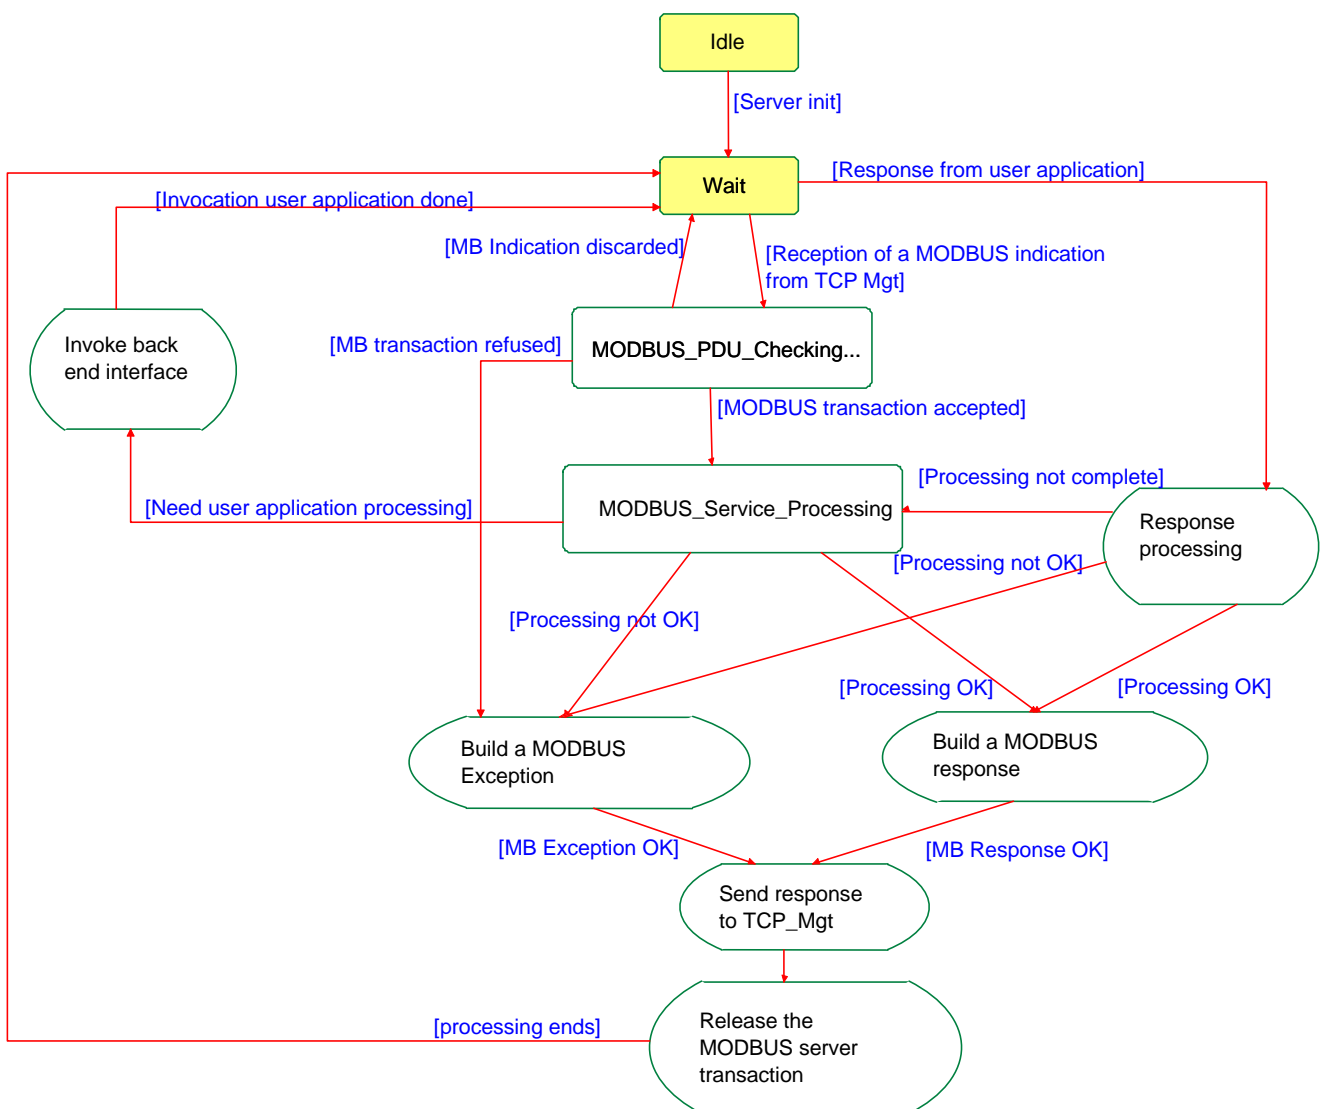 Idle
[Server init]
Wait
[Response from user application]
[Invocation user application done]
[MB Indication discarded]
[Reception of a MODBUS indication
from TCP Mgt]
Invoke back
end interface
[MB transaction refused]
MODBUS_PDU_Checking...
[MODBUS transaction accepted]
[Processing not complete]
[Need user application processing]
MODBUS_Service_Processing
Response
processing
[Processing not OK]
[Processing not OK]
[Processing OK]
[Processing OK]
Build a MODBUS
Exception
Build a MODBUS
response
[MB Exception OK]
[MB Response OK]
Send response
to TCP_Mgt
[processing ends]
Release the
MODBUS server
transaction